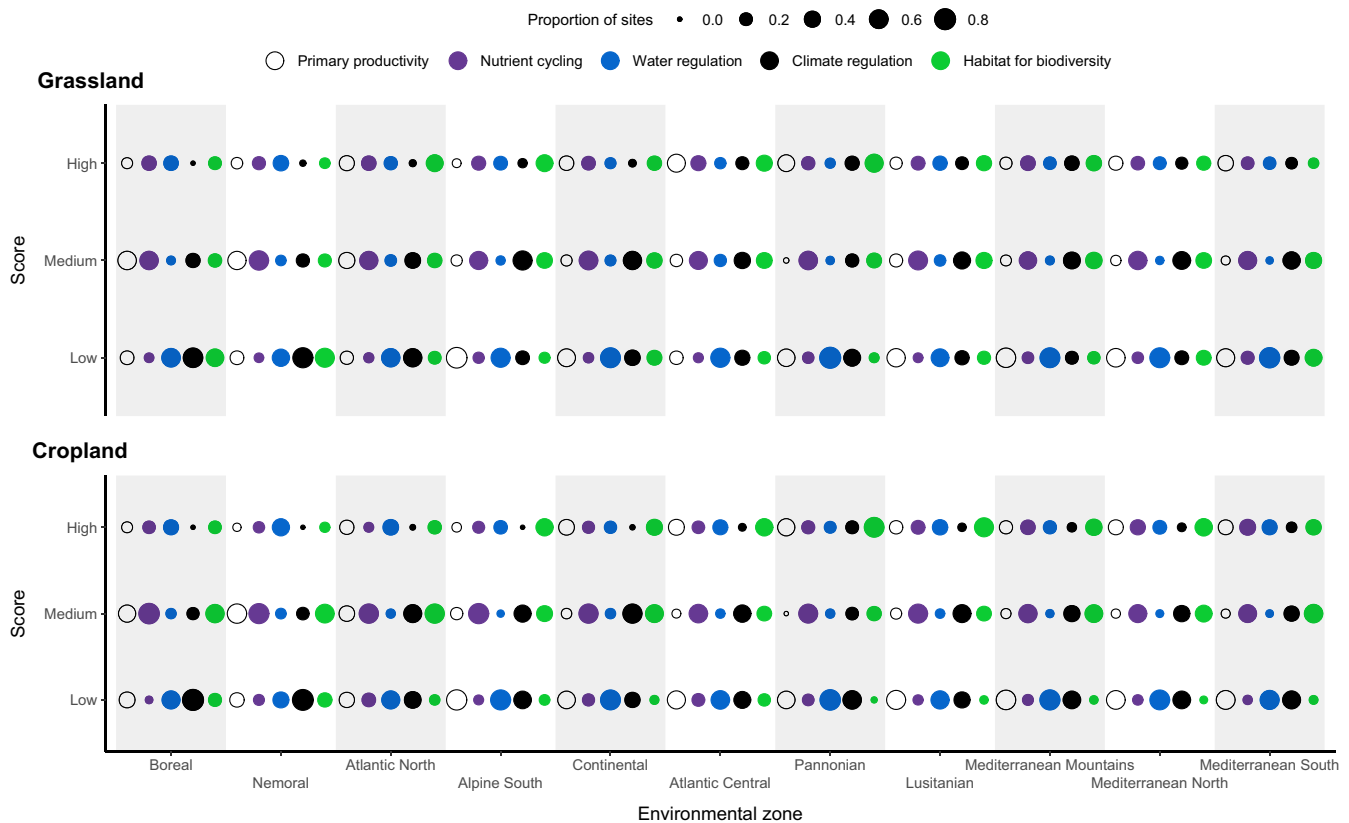 Proportion of sites 0.0 0.2 0.4 0.6 0.8
Primary productivity Nutrient cycling Water regulation Climate regulation Habitat for biodiversity
Grassland
High
Medium
Low
Score
Cropland
High
Medium
Low
Score
Boreal Atlantic North Continental Pannonian Mediterranean Mountains Mediterranean South
Nemoral Alpine South Atlantic Central Lusitanian Mediterranean North
Environmental zone